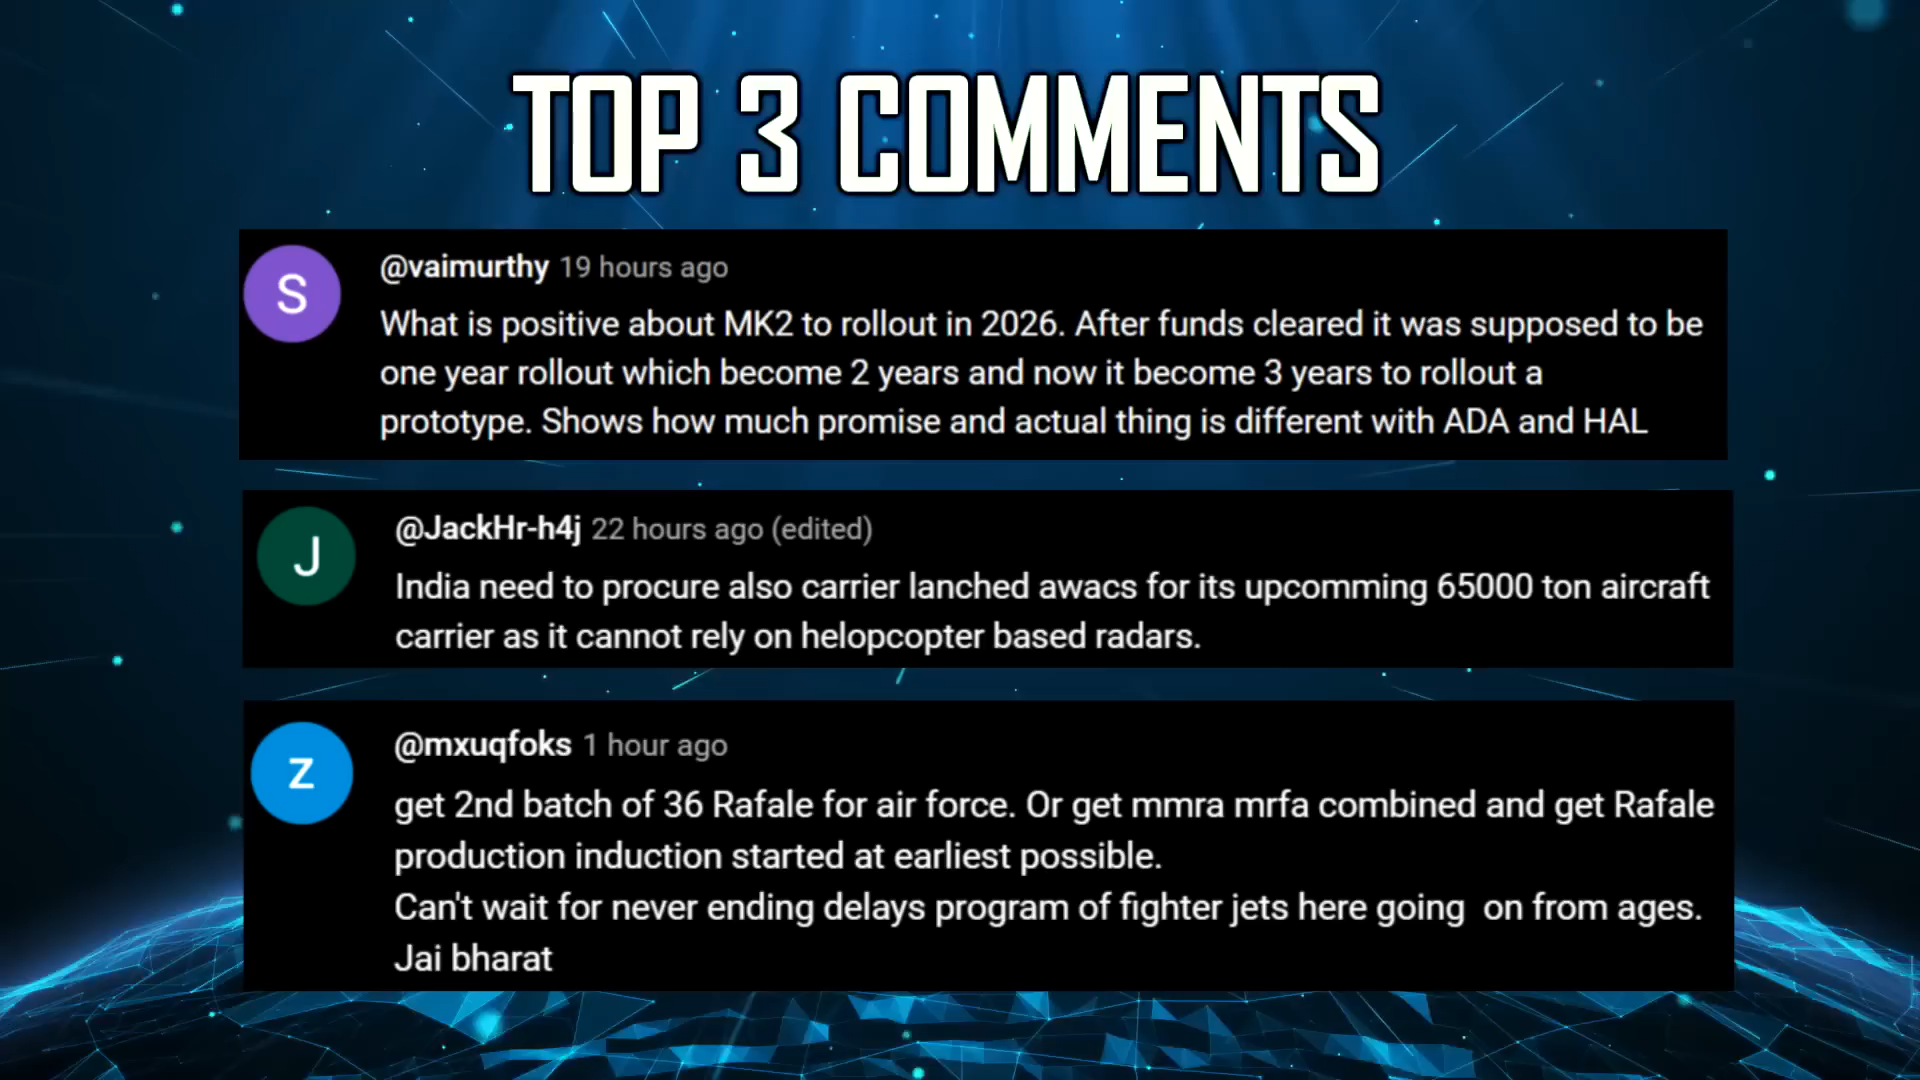 TOP 3 COMMENTS
S
@vaimurthy 19 hours ago
What is positive about MK2 to rollout in 2026. After funds cleared it was supposed to be
one year rollout which become 2 years and now it become 3 years to rollout a
prototype. Shows how much promise and actual thing is different with ADA and HAL
J
@JackHr-h4j 22 hours ago (edited)
India need to procure also carrier lanched awacs for its upcomming 65000 ton aircraft
carrier as it cannot rely on helopcopter based radars.
z
@mxuqfoks 1 hour ago
get 2nd batch of 36 Rafale for air force. Or get mmra mrfa combined and get Rafale
production induction started at earliest possible.
Can't wait for never ending delays program of fighter jets here going  on from ages.
Jai bharat